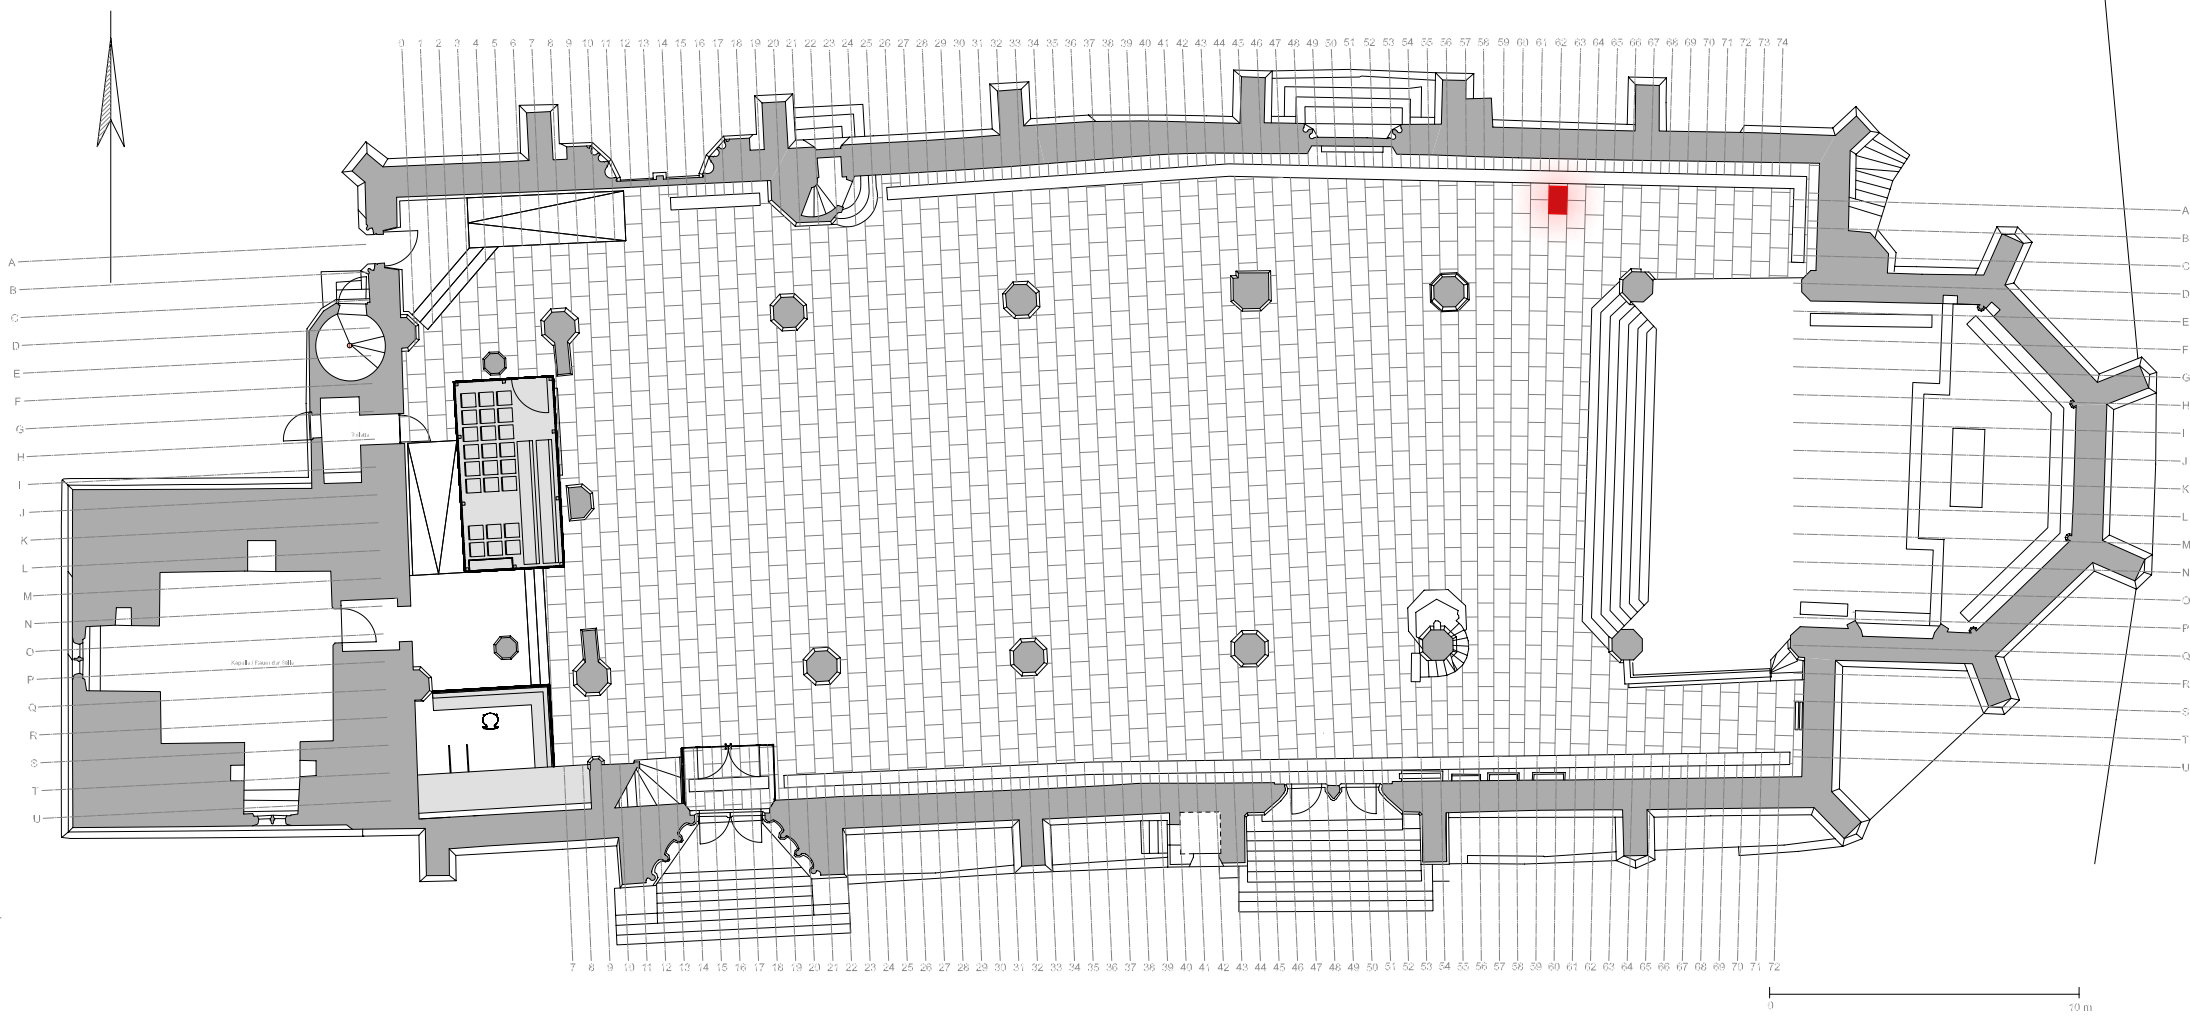 0 1 2 3 4 5 6 7 8 9 10 11 12 13 14 15 16 17 18 19 20 21 22 23 24 25 26 27 28 29 30 31 32 33 34 35 36 37 38 39 40 41 42 43 44 45 46 47 48 49 50 51 52 53 54 55 56 57 58 59 60 61 62 63 64 65 66 67 68 69 70 71 72 73 74
A
B
C
D
E
F
G
H
I
J
K
L
M
N
O
P
Q
R
S
T
U
Kapelle / Raum der Stille
A
B
C
D
E
F
G
H
I
J
K
L
M
N
O
P
Q
R
S
T
U
7 8 9 10 11 12 13 14 15 16 17 18 19 20 21 22 23 24 25 26 27 28 29 30 31 32 33 34 35 36 37 38 39 40 41 42 43 44 45 46 47 48 49 50 51 52 53 54 55 56 57 58 59 60 61 62 63 64 65 66 67 68 69 70 71 72
0 10 m